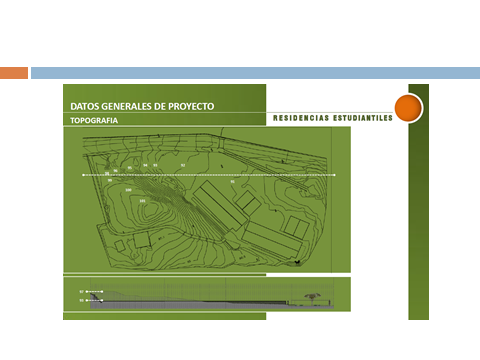 DATOS GENERALES DE PROYECTO
RESIDENCIAS ESTUDIANTILES
TOPOGRAFIA